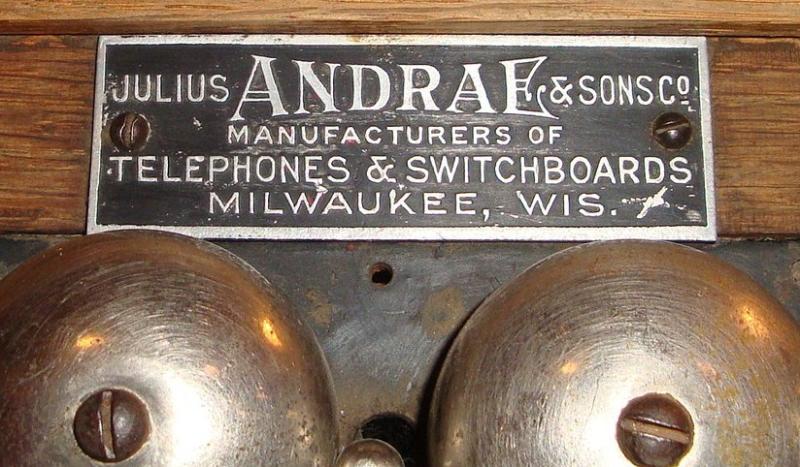 JULIUS ANDRAE & SONS Co
MANUFACTURERS OF
TELEPHONES & SWITCHBOARDS
MILWAUKEE, WIS.